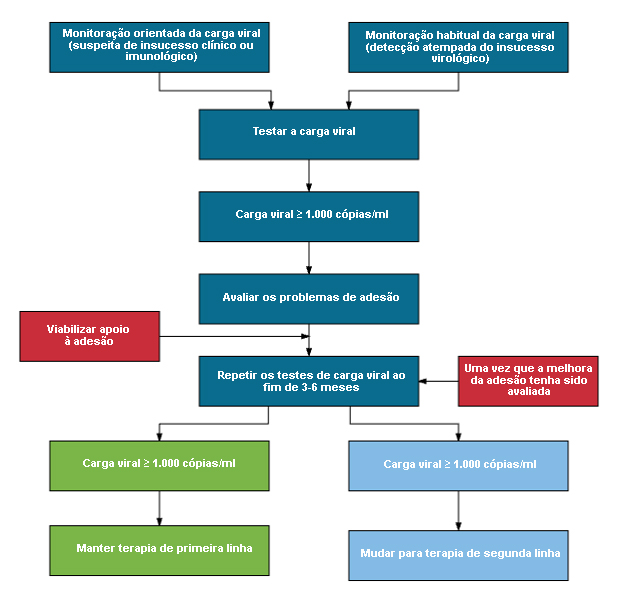 Monitoração orientada da carga viral
(suspeita de insucesso clínico ou
imunológico)
Monitoração habitual da carga viral
(detecção atempada do insucesso
virológico)
Testar a carga viral
Carga viral ≥ 1.000 cópias/ml
Avaliar os problemas de adesão
Viabilizar apoio
à adesão
Repetir os testes de carga viral ao
fim de 3-6 meses
Uma vez que a melhora
da adesão tenha sido
avaliada
Carga viral ≥ 1.000 cópias/ml
Carga viral ≥ 1.000 cópias/ml
Manter terapia de primeira linha
Mudar para terapia de segunda linha